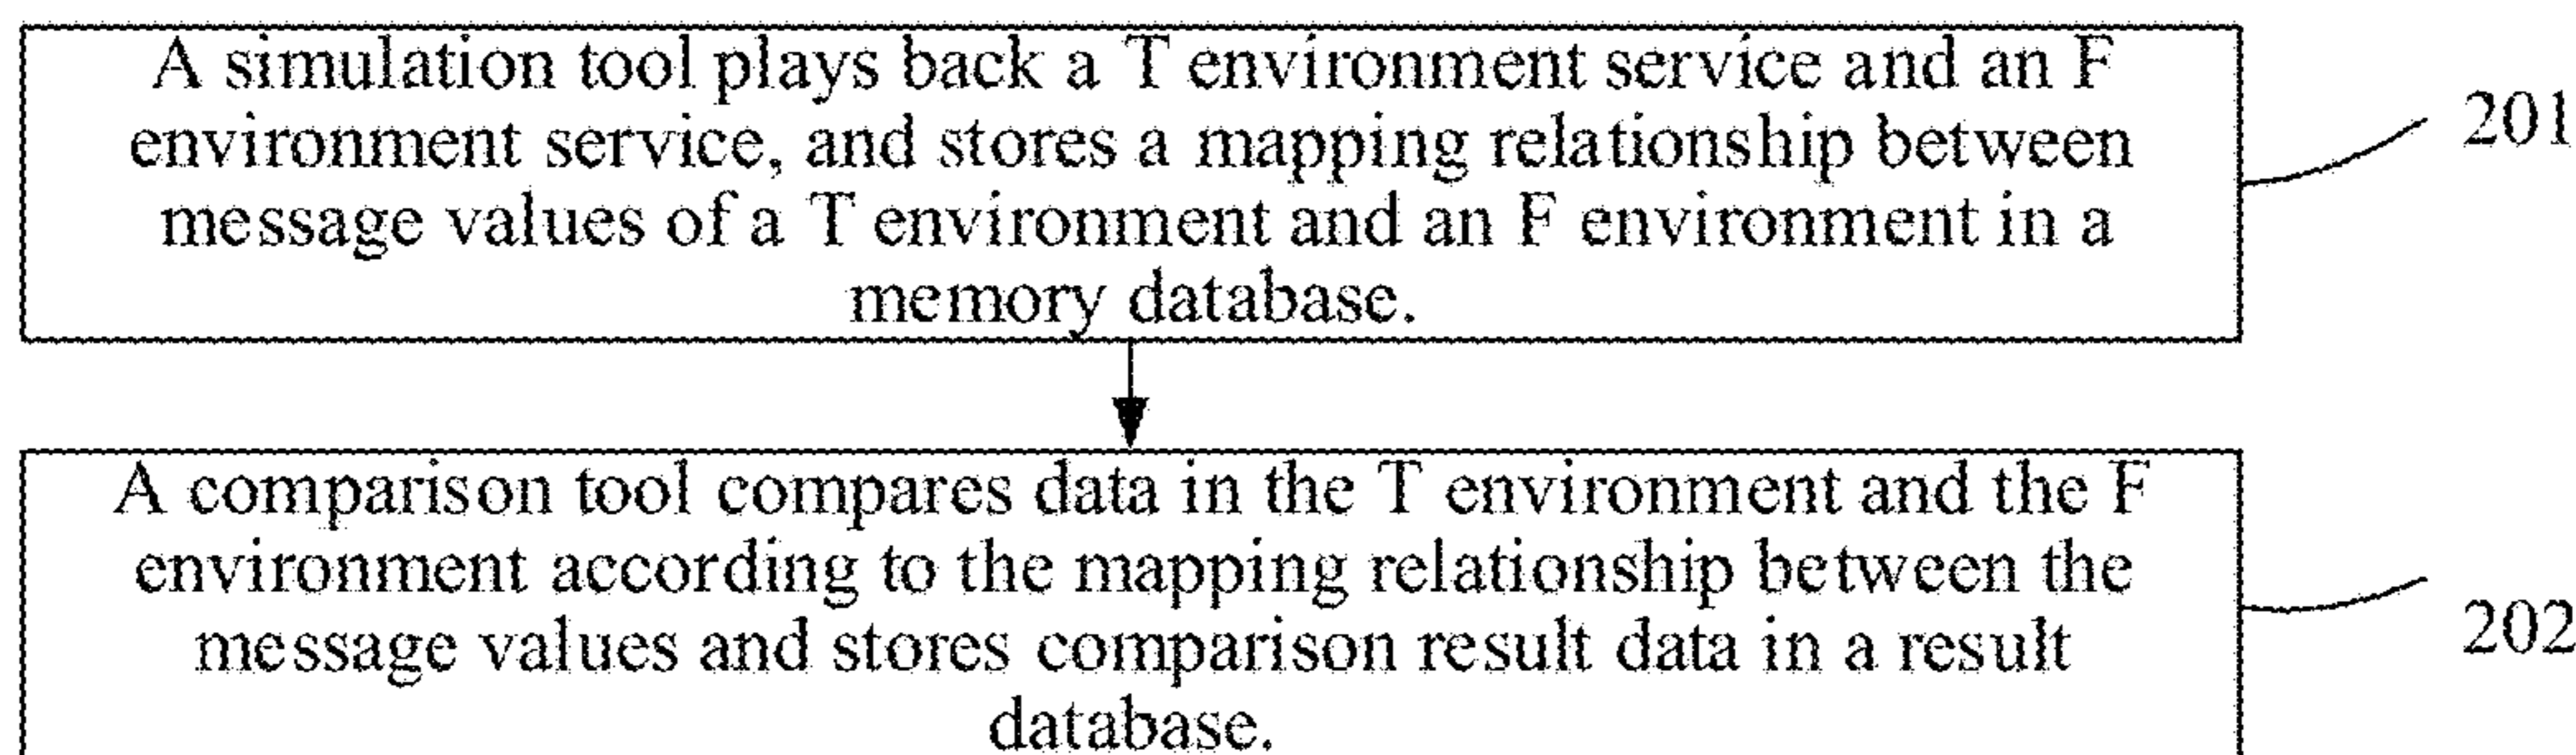 A simulation tool plays back a T environment service and an F
environment service, and stores a mapping relationship between
message values of a T environment and an F environment in a
memory database.
201
A comparison tool compares data in the T environment and the F
environment according to the mapping relationship between the
message values and stores comparison result data in a result
database.
202